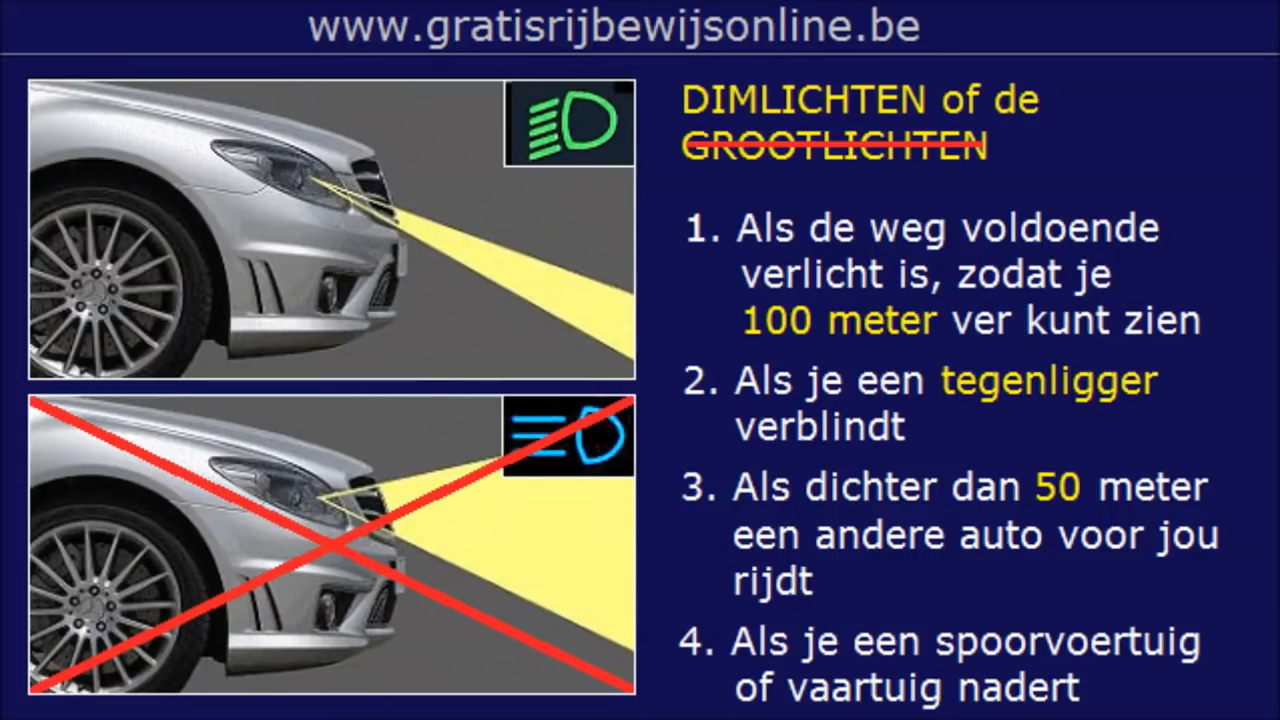 www.gratisrijbewijsonline.be
DIMLICHTEN of de
GROOTLICHTEN
1. Als de weg voldoende
verlicht is, zodat je
100 meter ver kunt zien
2. Als je een tegenligger
verblindt
3. Als dichter dan 50 meter
een andere auto voor jou
rijdt
4. Als je een spoorvoertuig
of vaartuig nadert